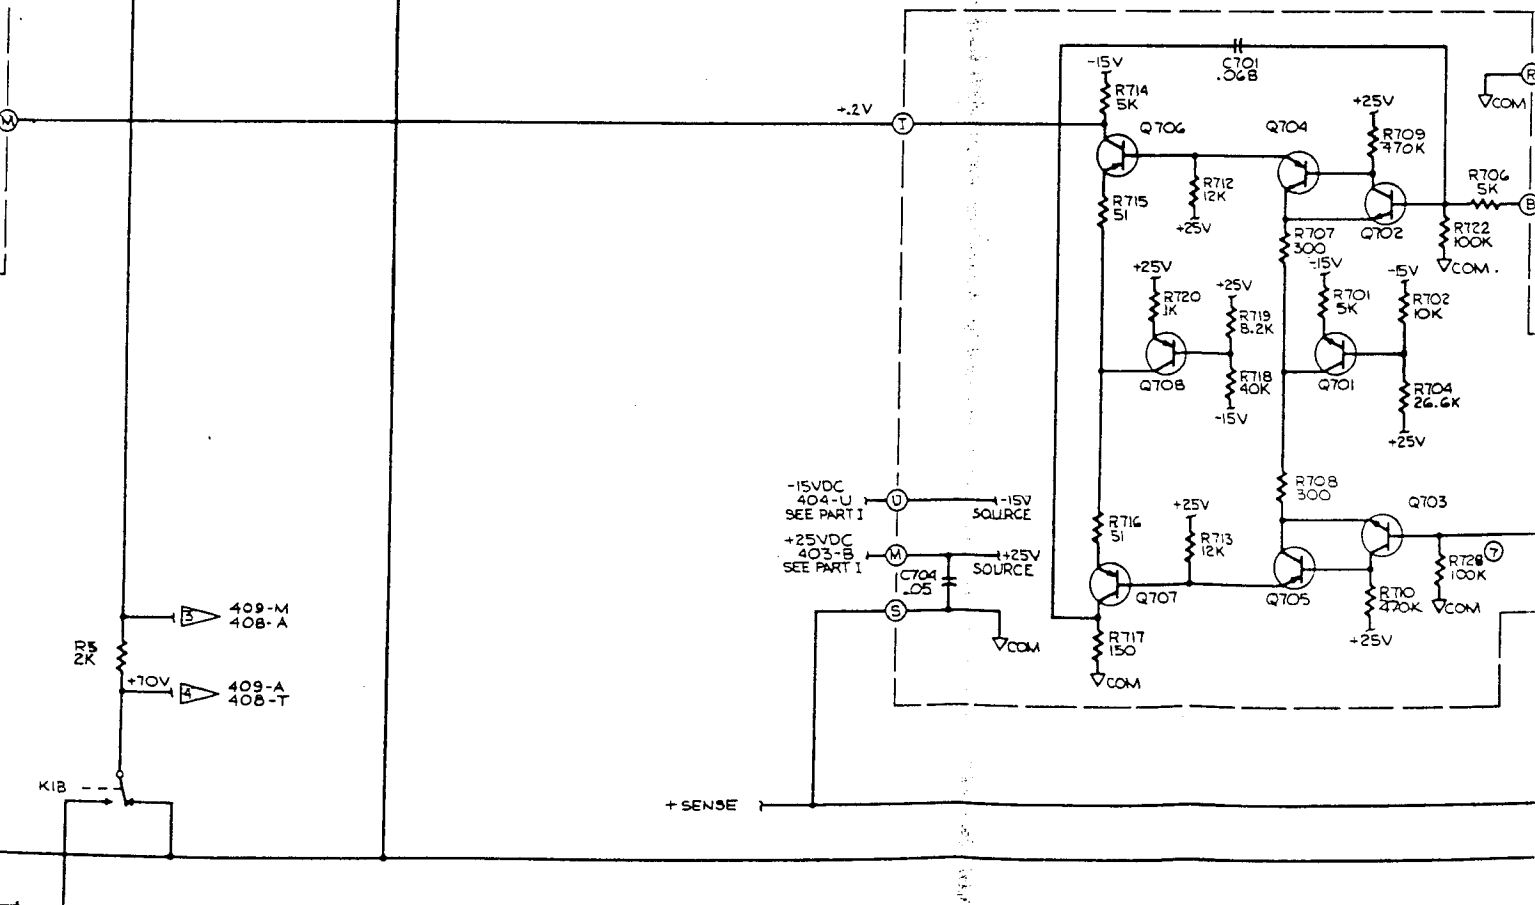 M
+.2V
I
-15V
R714
5K
Q706
C701
.068
Q704
+25V
R709
470K
R
COM
R712
12K
+25V
R715
51
R706
5K
B
Q702
R722
100K
COM.
R707
300
-15V
R701
5K
-15V
R702
10K
+25V
R720
1K
+25V
R719
8.2K
Q708
R718
40K
-15V
Q701
R704
26.6K
+25V
-15VDC
404-U
SEE PART I
U
-15V
SOURCE
+25VDC
403-B
SEE PART I
M
+25V
SOURCE
C704
.05
S
COM
R716
51
+25V
R713
12K
R708
300
Q703
7
R728
100K
COM
Q707
Q705
R710
470K
+25V
R717
150
COM
3
409-M
408-A
R5
2K
+70V
4
409-A
408-T
K1B
+ SENSE